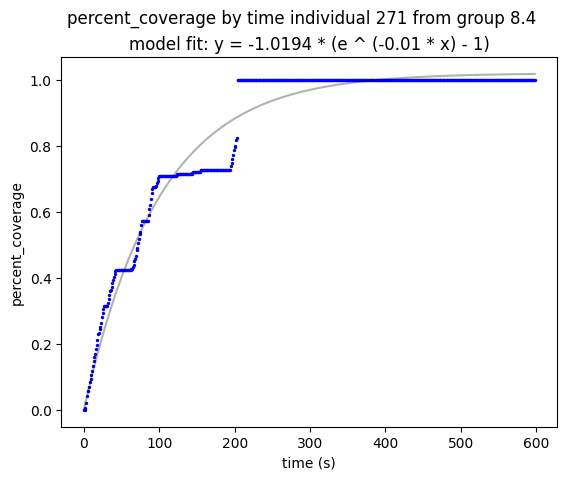 percent_coverage by time individual 271 from group 8.4
model fit: y = -1.0194 * (e ^ (-0.01 * x) - 1)
1.0
0.8
0.6
0.4
0.2
0.0
percent_coverage
0 100 200 300 400 500 600
time (s)